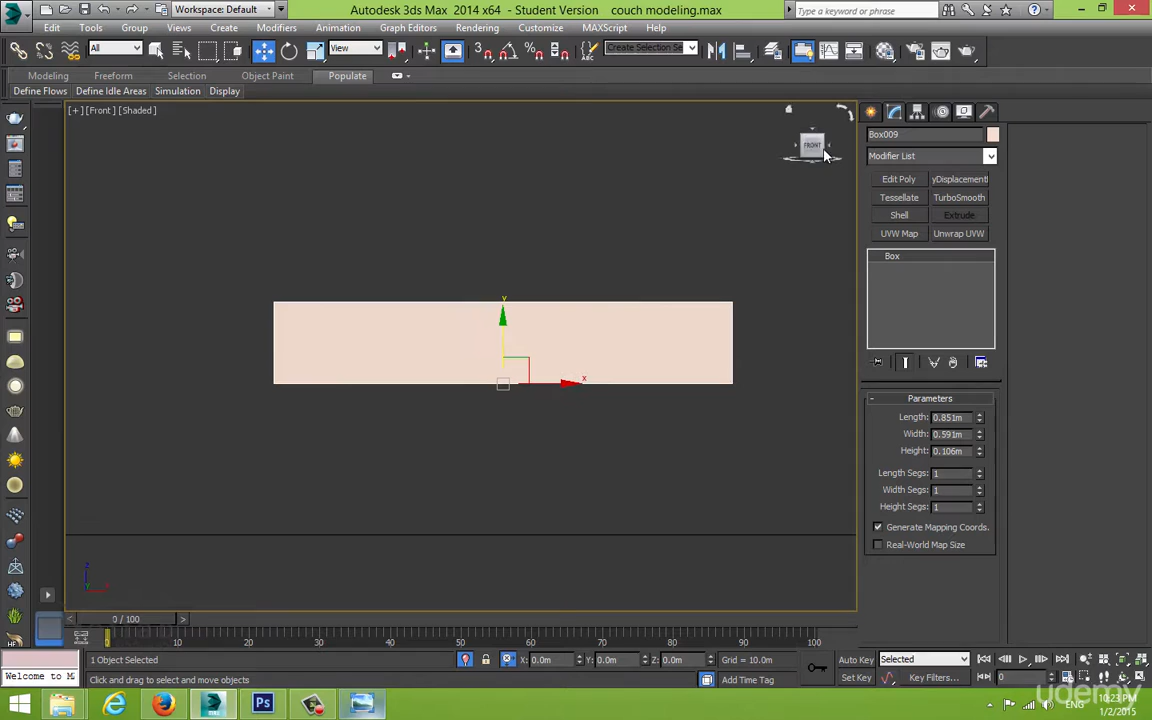 Workspace: Default
Autodesk 3ds Max  2014 x64  - Student Version    couch modeling.max
Type a keyword or phrase
MAX
Edit Tools Group Views Create Modifiers Animation Graph Editors Rendering Customize MAXScript Help
All View Create Selection Se
Modeling Freeform Selection Object Paint Populate
Define Flows Define Idle Areas Simulation Display
[+] [Front] [Shaded]
FRONT
Box009
Modifier List
Edit Poly yDisplacement
Tessellate TurboSmooth
Shell Extrude
UVW Map Unwrap UVW
Box
y
x
Parameters
Length: 0.851m
Width: 0.591m
Height: 0.106m
Length Segs: 1
Width Segs: 1
Height Segs: 1
Generate Mapping Coords.
Real-World Map Size
z
0 / 100
0 10 20 30 40 50 60 70 80 90 100
1 Object Selected X: 0.0m Y: 0.0m Z: 0.0m Grid = 10.0m Auto Key Selected
Welcome to M Click and drag to select and move objects Add Time Tag Set Key Key Filters... 0
Ps ENG 10:23 PM
1/2/2015
udemy